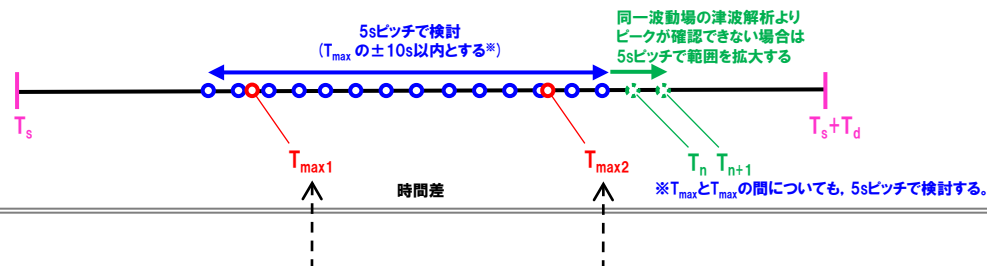 5sピッチで検討
(Tmax の±10s以内とする※)
同一波動場の津波解析より
ピークが確認できない場合は
5sピッチで範囲を拡大する
Ts
Ts+Td
Tmax1
Tmax2
Tn Tn+1
時間差
※TmaxとTmaxの間についても，5sピッチで検討する。